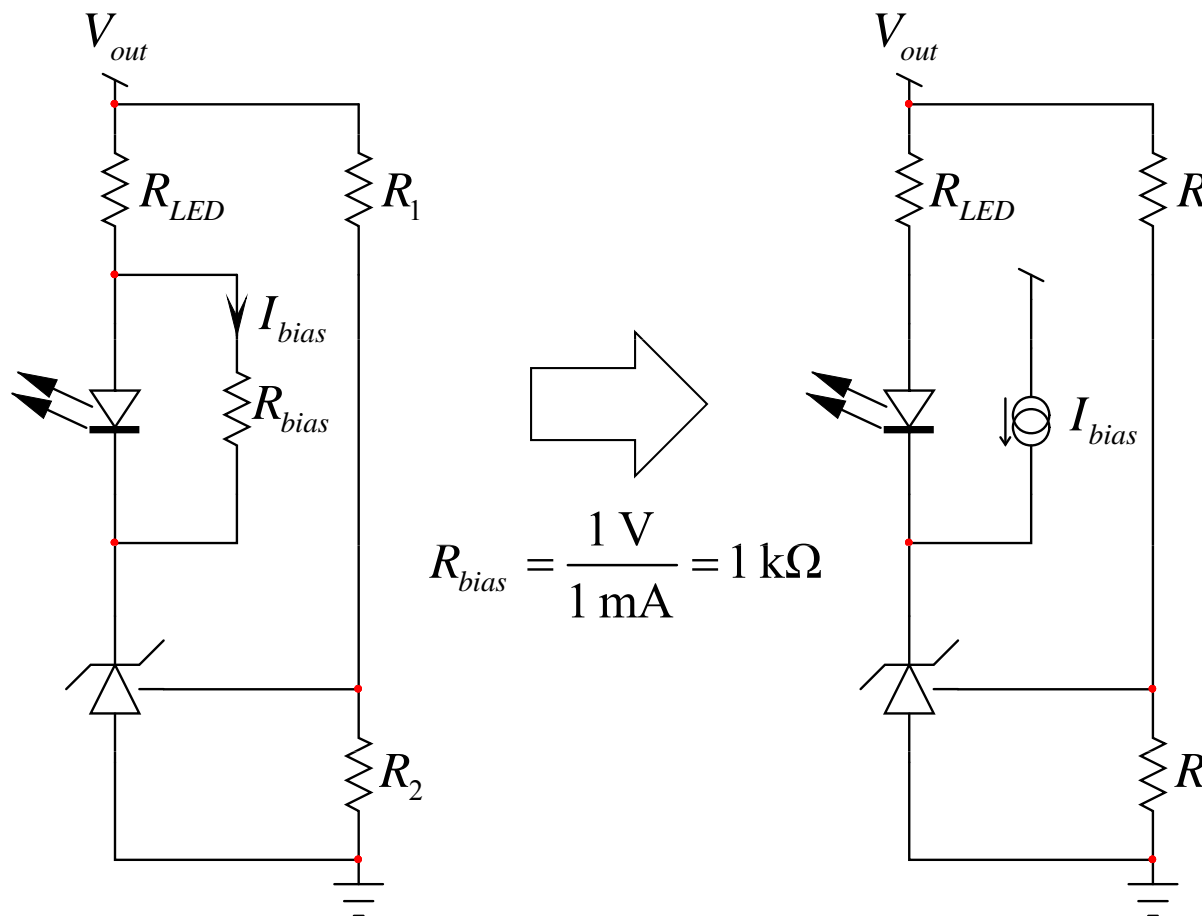 V_out
R_LED
R_1
I_bias
R_bias
R_2
R_bias = 1 V / 1 mA = 1 kΩ
V_out
R_LED
R
I_bias
R